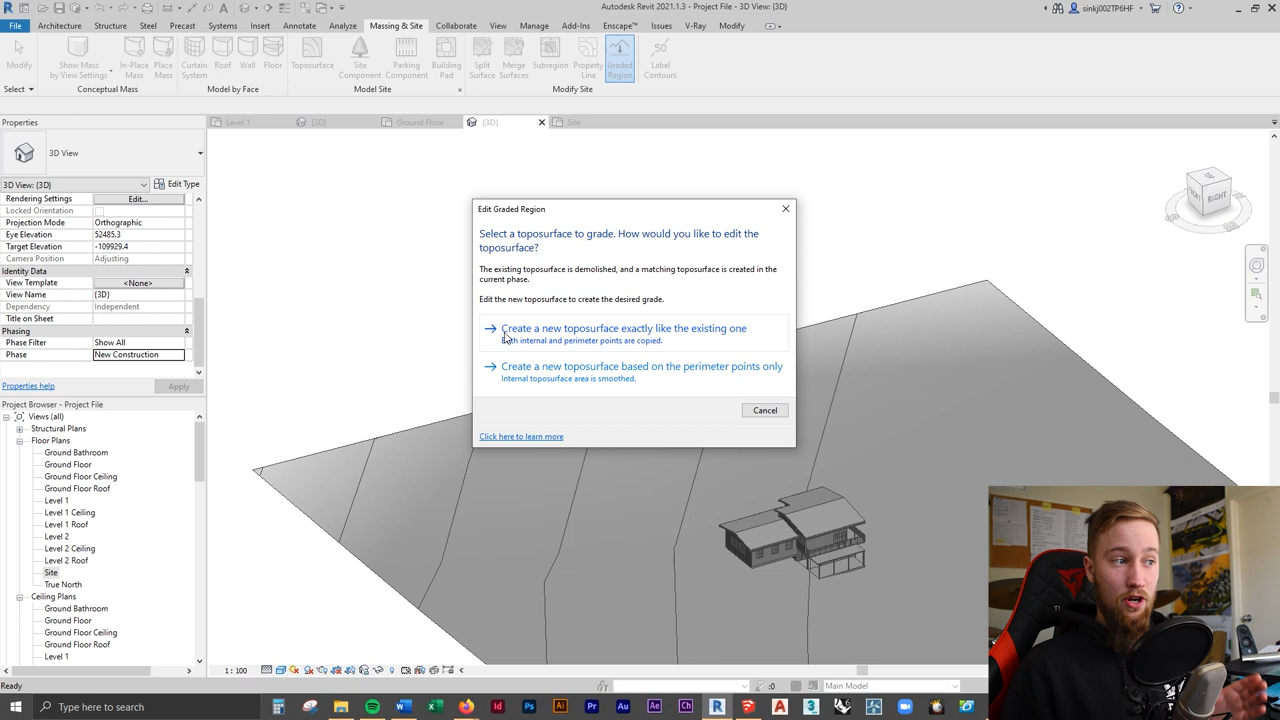 Autodesk Revit 2021.1.3 - Project File - 3D View: {3D}
sinkj002TP6HF
File Architecture Structure Steel Precast Systems Insert Annotate Analyze Massing & Site Collaborate View Manage Add-Ins Enscape™ Issues V-Ray Modify
Modify
Show Mass
by View Settings
In-Place
Mass
Place
Mass
Curtain
System
Roof
Wall
Floor
Toposurface
Site
Component
Parking
Component
Building
Pad
Split
Surface
Merge
Surfaces
Subregion
Property
Line
Graded
Region
50
Label
Contours
Select
Conceptual Mass
Model by Face
Model Site
Modify Site
Properties
Level 1
{3D}
Ground Floor
{3D}
Site
3D View
3D View: {3D}
Edit Type
Rendering Settings Edit...
Locked Orientation
Projection Mode Orthographic
Eye Elevation 52485.3
Target Elevation -109929.4
Camera Position Adjusting
Identity Data
View Template <None>
View Name {3D}
Dependency Independent
Title on Sheet
Phasing
Phase Filter Show All
Phase New Construction
Properties help
Apply
Project Browser - Project File
Views (all)
Structural Plans
Floor Plans
Ground Bathroom
Ground Floor
Ground Floor Ceiling
Ground Floor Roof
Level 1
Level 1 Ceiling
Level 1 Roof
Level 2
Level 2 Ceiling
Level 2 Roof
Site
True North
Ceiling Plans
Ground Bathroom
Ground Floor
Ground Floor Ceiling
Ground Floor Roof
Level 1
Edit Graded Region
Select a toposurface to grade. How would you like to edit the
toposurface?
The existing toposurface is demolished, and a matching toposurface is created in the
current phase.
Edit the new toposurface to create the desired grade.
Create a new toposurface exactly like the existing one
Both internal and perimeter points are copied.
Create a new toposurface based on the perimeter points only
Internal toposurface area is smoothed.
Cancel
Click here to learn more
RIGHT
1 : 100
Ready
:0
Main Model
Type here to search